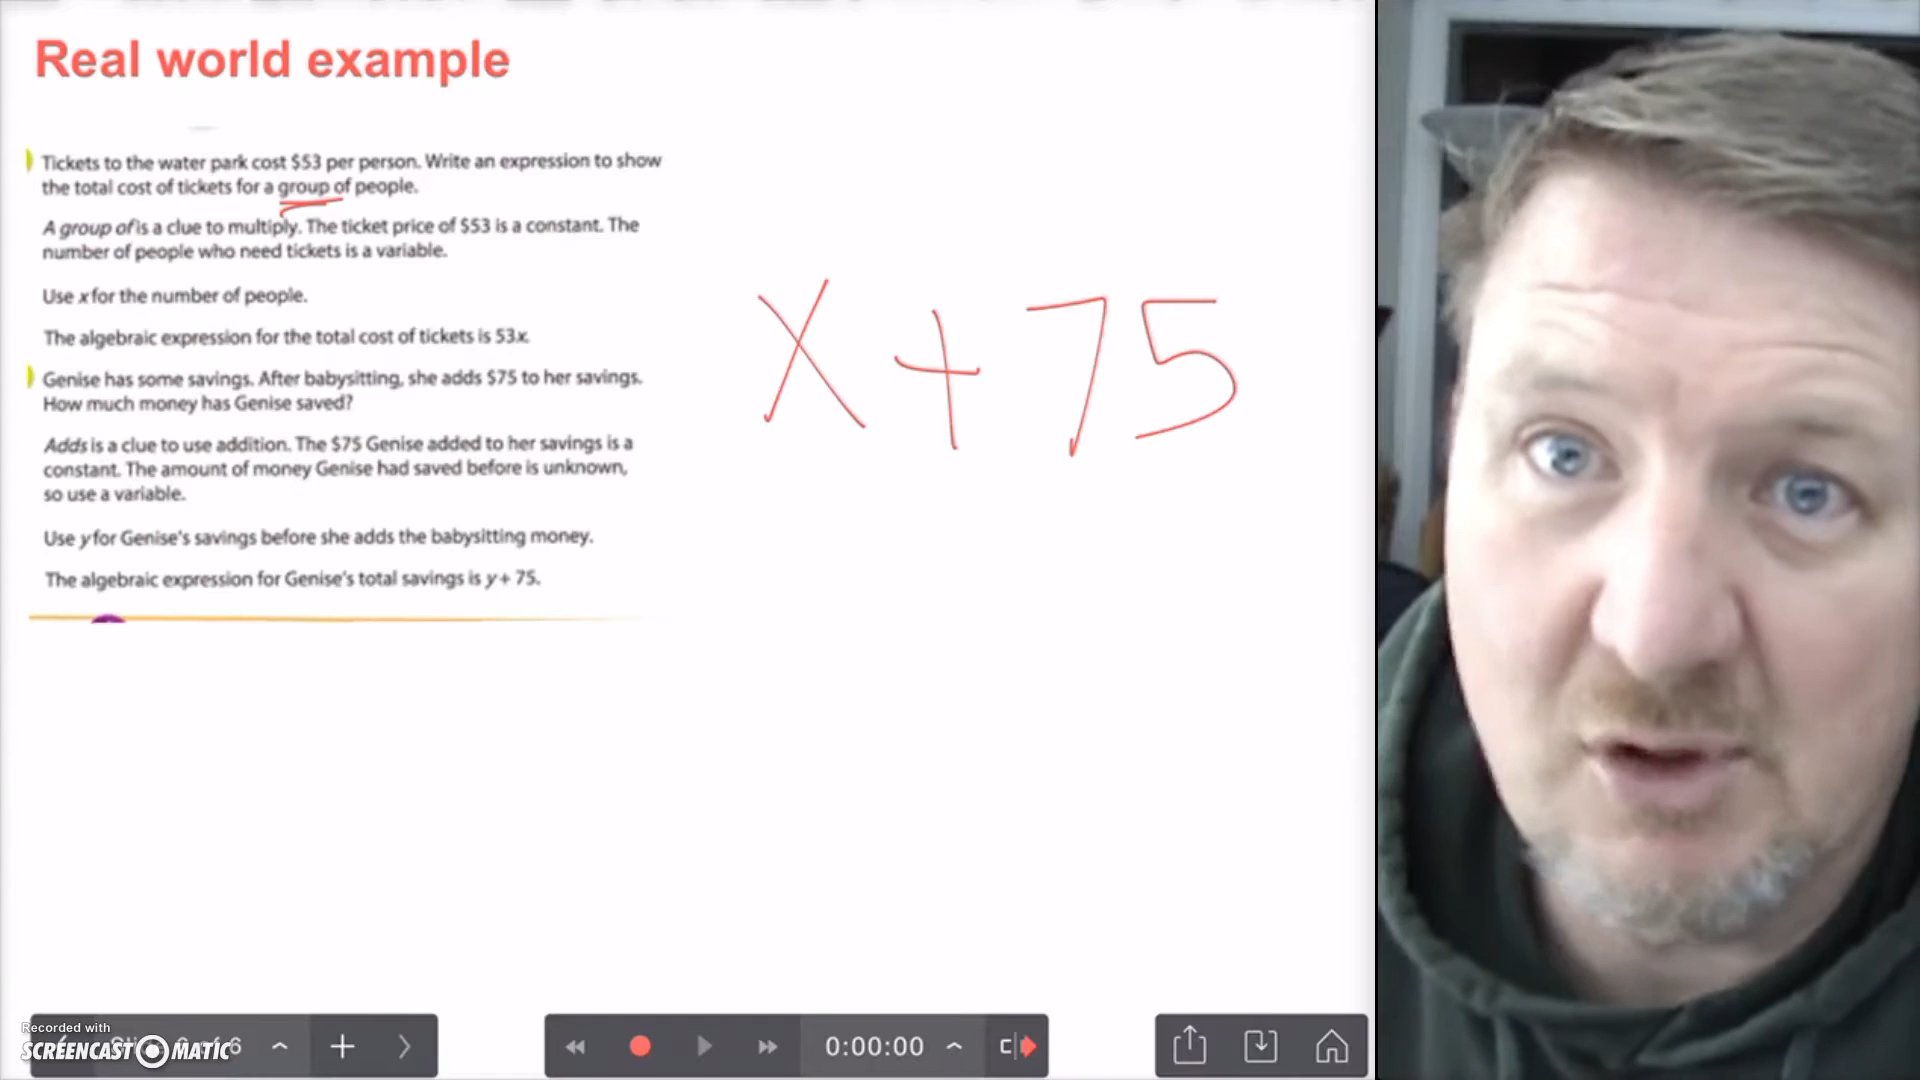 Real world example
Tickets to the water park cost $53 per person. Write an expression to show
the total cost of tickets for a group of people.
A group of is a clue to multiply. The ticket price of $53 is a constant. The
number of people who need tickets is a variable.
Use x for the number of people.
The algebraic expression for the total cost of tickets is 53x.
Genise has some savings. After babysitting, she adds $75 to her savings.
How much money has Genise saved?
Adds is a clue to use addition. The $75 Genise added to her savings is a
constant. The amount of money Genise had saved before is unknown,
so use a variable.
Use y for Genise's savings before she adds the babysitting money.
The algebraic expression for Genise's total savings is y + 75.
X + 75
Recorded with
SCREENCAST MATIC
6
0:00:00